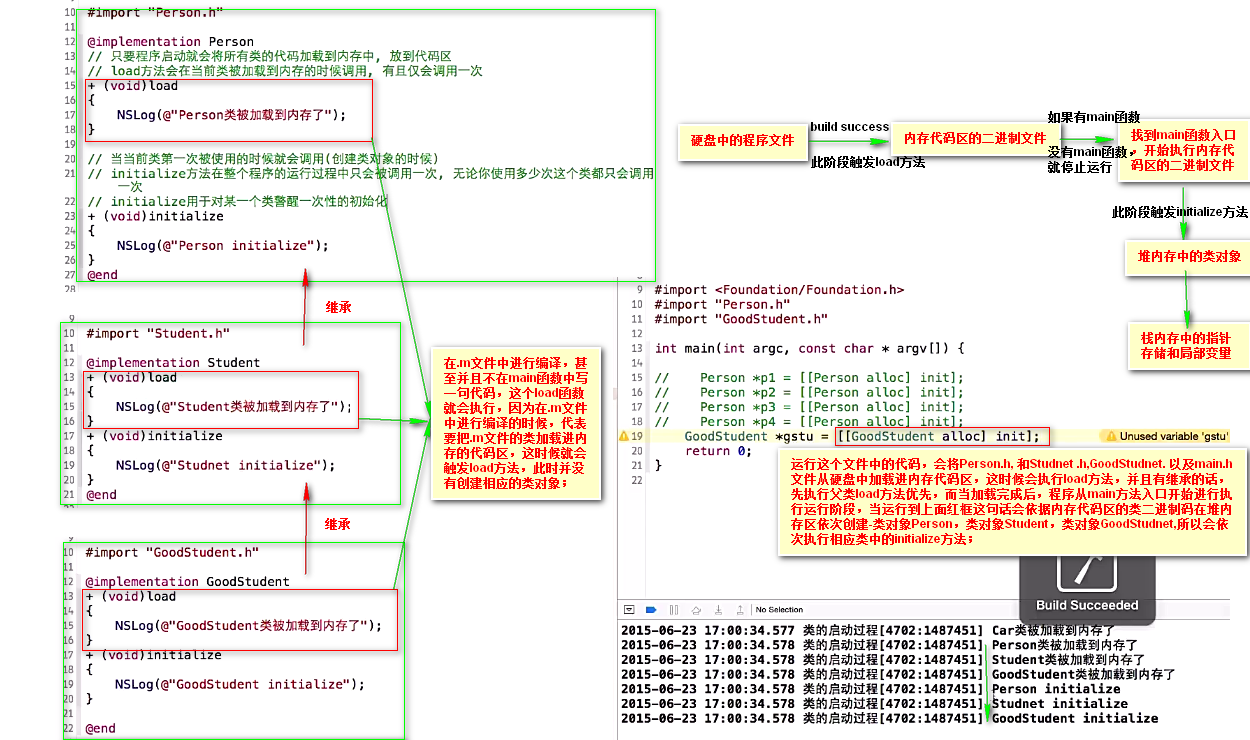 10 #import "Person.h"
11
12 @implementation Person
13 // 只要程序启动就会将所有类的代码加载到内存中, 放到代码区
14 // load方法会在当前类被加载到内存的时候调用, 有且仅会调用一次
15 + (void)load
16 {
17 NSLog(@"Person类被加载到内存了");
18 }
19
20 // 当当前类第一次被使用的时候就会调用(创建类对象的时候)
21 // initialize方法在整个程序的运行过程中只会被调用一次, 无论你使用多少次这个类都只会调用
一次
22 // initialize用于对某一个类警醒一次性的初始化
23 + (void)initialize
24 {
25 NSLog(@"Person initialize");
26 }
27 @end
28
继承
9
10 #import "Student.h"
11
12 @implementation Student
13 + (void)load
14 {
15 NSLog(@"Student类被加载到内存了");
16 }
17 + (void)initialize
18 {
19 NSLog(@"Studnet initialize");
20 }
21 @end
继承
10 #import "GoodStudent.h"
11
12 @implementation GoodStudent
13 + (void)load
14 {
15 NSLog(@"GoodStudent类被加载到内存了");
16 }
17 + (void)initialize
18 {
19 NSLog(@"GoodStudent initialize");
20 }
21
22 @end
在.m文件中进行编译，甚
至并且不在main函数中写
一句代码，这个load函数
就会执行，因为在.m文件
中进行编译的时候，代表
要把.m文件的类加载进内
存的代码区，这时候就会
触发load方法，此时并没
有创建相应的类对象；
硬盘中的程序文件
build success
此阶段触发load方法
内存代码区的二进制文件
如果有main函数
没有main函数，
就停止运行
找到main函数入口
，开始执行内存代
码区的二进制文件
此阶段触发initialize方法
堆内存中的类对象
栈内存中的指针
存储和局部变量
9 #import <Foundation/Foundation.h>
10 #import "Person.h"
11 #import "GoodStudent.h"
12
13 int main(int argc, const char * argv[]) {
14
15 // Person *p1 = [[Person alloc] init];
16 // Person *p2 = [[Person alloc] init];
17 // Person *p3 = [[Person alloc] init];
18 // Person *p4 = [[Person alloc] init];
19 GoodStudent *gstu = [[GoodStudent alloc] init]; Unused variable 'gstu'
20 return 0;
21 }
22
运行这个文件中的代码，会将Person.h, 和Studnet .h,GoodStudnet. 以及main.h
文件从硬盘中加载进内存代码区，这时候会执行load方法，并且有继承的话，
先执行父类load方法优先，而当加载完成后，程序从main方法入口开始进行执
行运行阶段，当运行到上面红框这句话会依据内存代码区的类二进制码在堆内
存区依次创建-类对象Person，类对象Student，类对象GoodStudnet,所以会依
次执行相应类中的initialize方法；
Build Succeeded
No Selection
2015-06-23 17:00:34.577 类的启动过程[4702:1487451] Car类被加载到内存了
2015-06-23 17:00:34.578 类的启动过程[4702:1487451] Person类被加载到内存了
2015-06-23 17:00:34.578 类的启动过程[4702:1487451] Student类被加载到内存了
2015-06-23 17:00:34.578 类的启动过程[4702:1487451] GoodStudent类被加载到内存了
2015-06-23 17:00:34.578 类的启动过程[4702:1487451] Person initialize
2015-06-23 17:00:34.578 类的启动过程[4702:1487451] Studnet initialize
2015-06-23 17:00:34.578 类的启动过程[4702:1487451] GoodStudent initialize